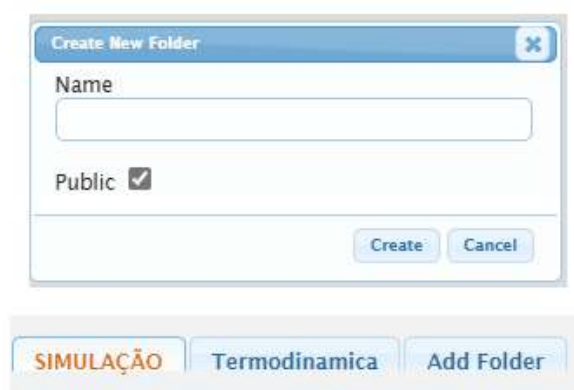 Create New Folder
Name
Public
Create Cancel
SIMULAÇÃO Termodinamica Add Folder